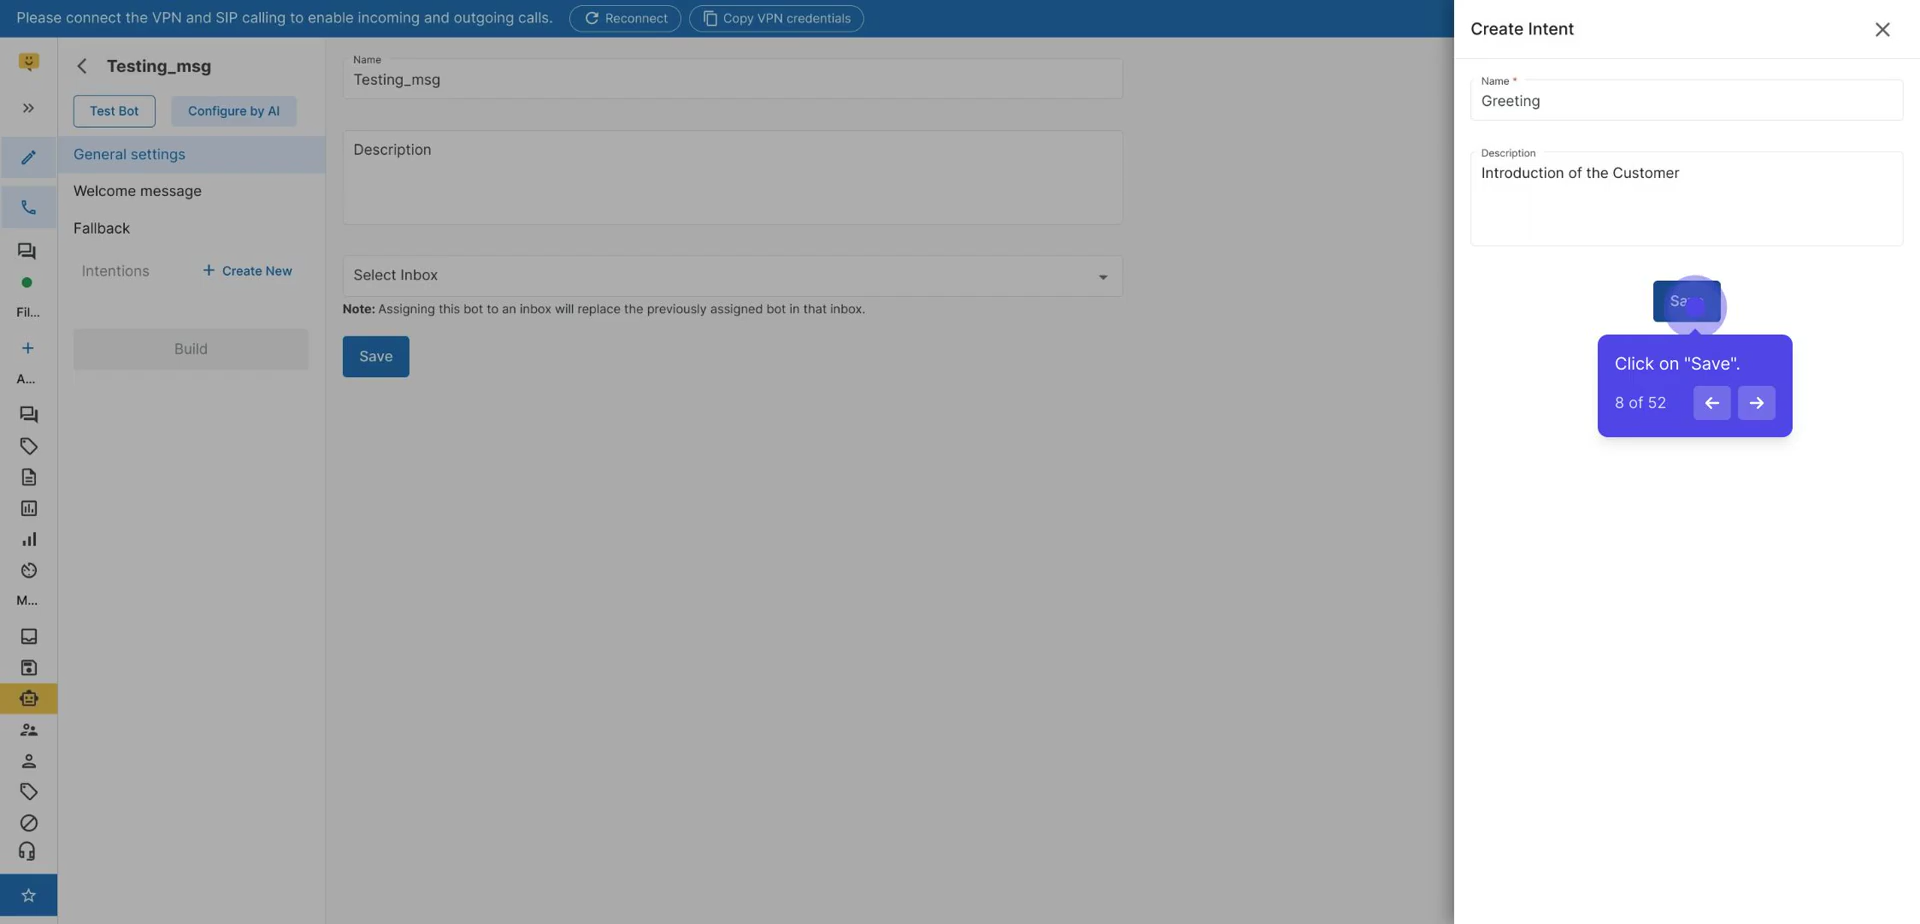 Please connect the VPN and SIP calling to enable incoming and outgoing calls.
Reconnect
Copy VPN credentials
Testing_msg
Test Bot
Configure by AI
General settings
Welcome message
Fallback
Intentions
Create New
Build
Fil...
A...
M...
Name
Testing_msg
Description
Select Inbox
Note: Assigning this bot to an inbox will replace the previously assigned bot in that inbox.
Save
Create Intent
Name *
Greeting
Description
Introduction of the Customer
Save
Click on "Save".
8 of 52